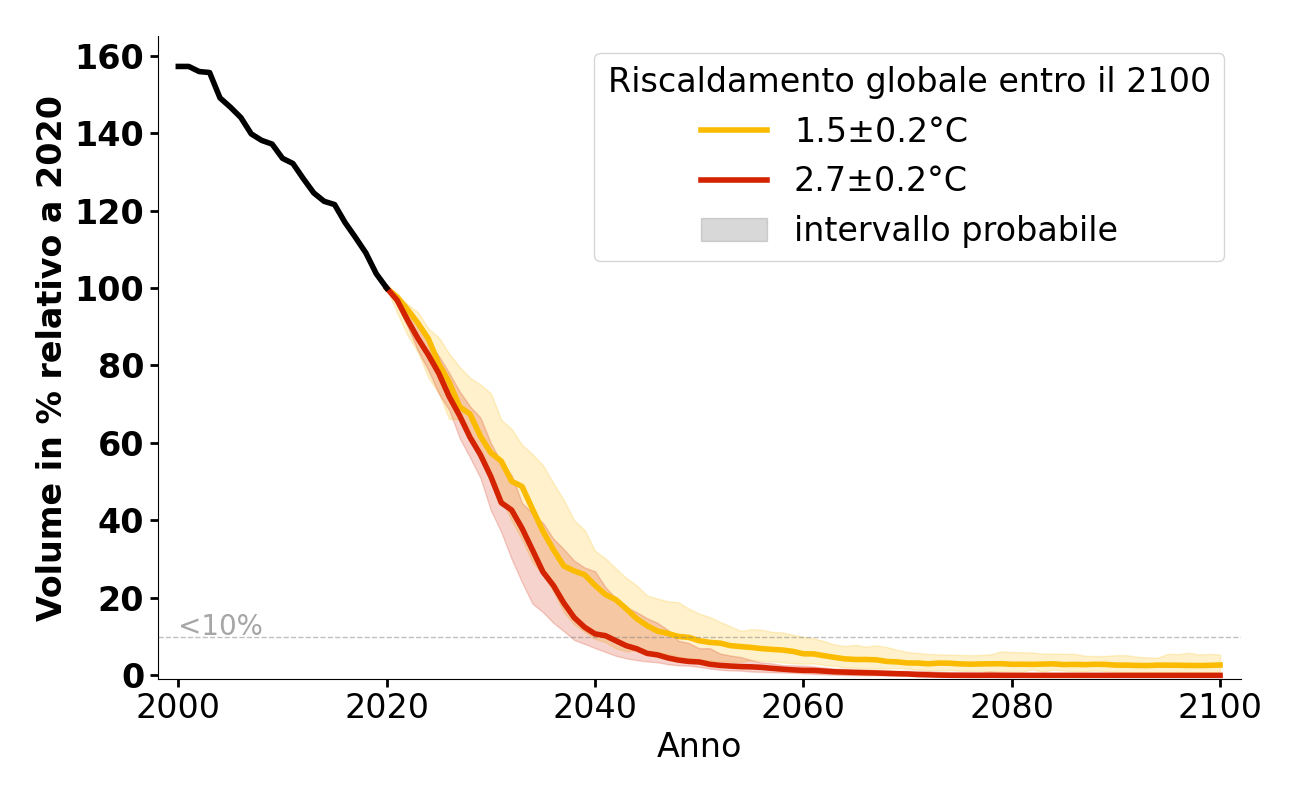 Volume in % relativo a 2020
160
140
120
100
80
60
40
20
0
<10%
Riscaldamento globale entro il 2100
1.5±0.2°C
2.7±0.2°C
intervallo probabile
2000 2020 2040 2060 2080 2100
Anno